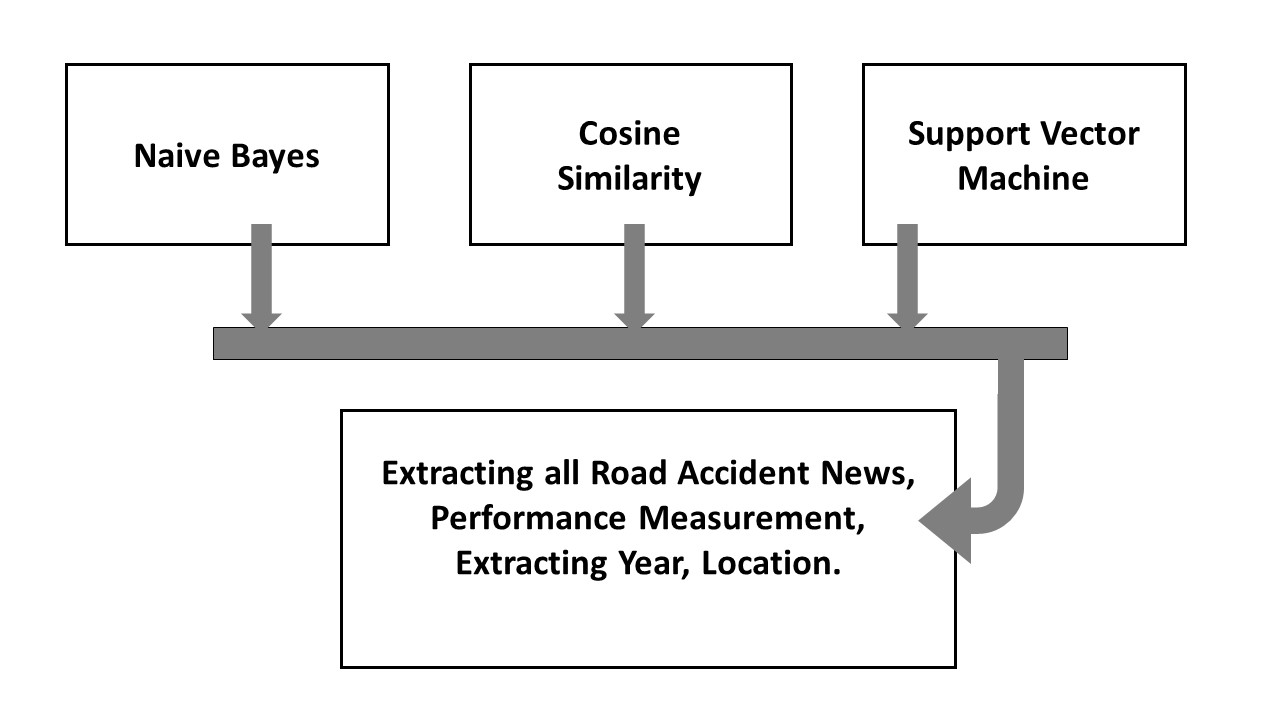 Naive Bayes
Cosine
Similarity
Support Vector
Machine
Extracting all Road Accident News,
Performance Measurement,
Extracting Year, Location.